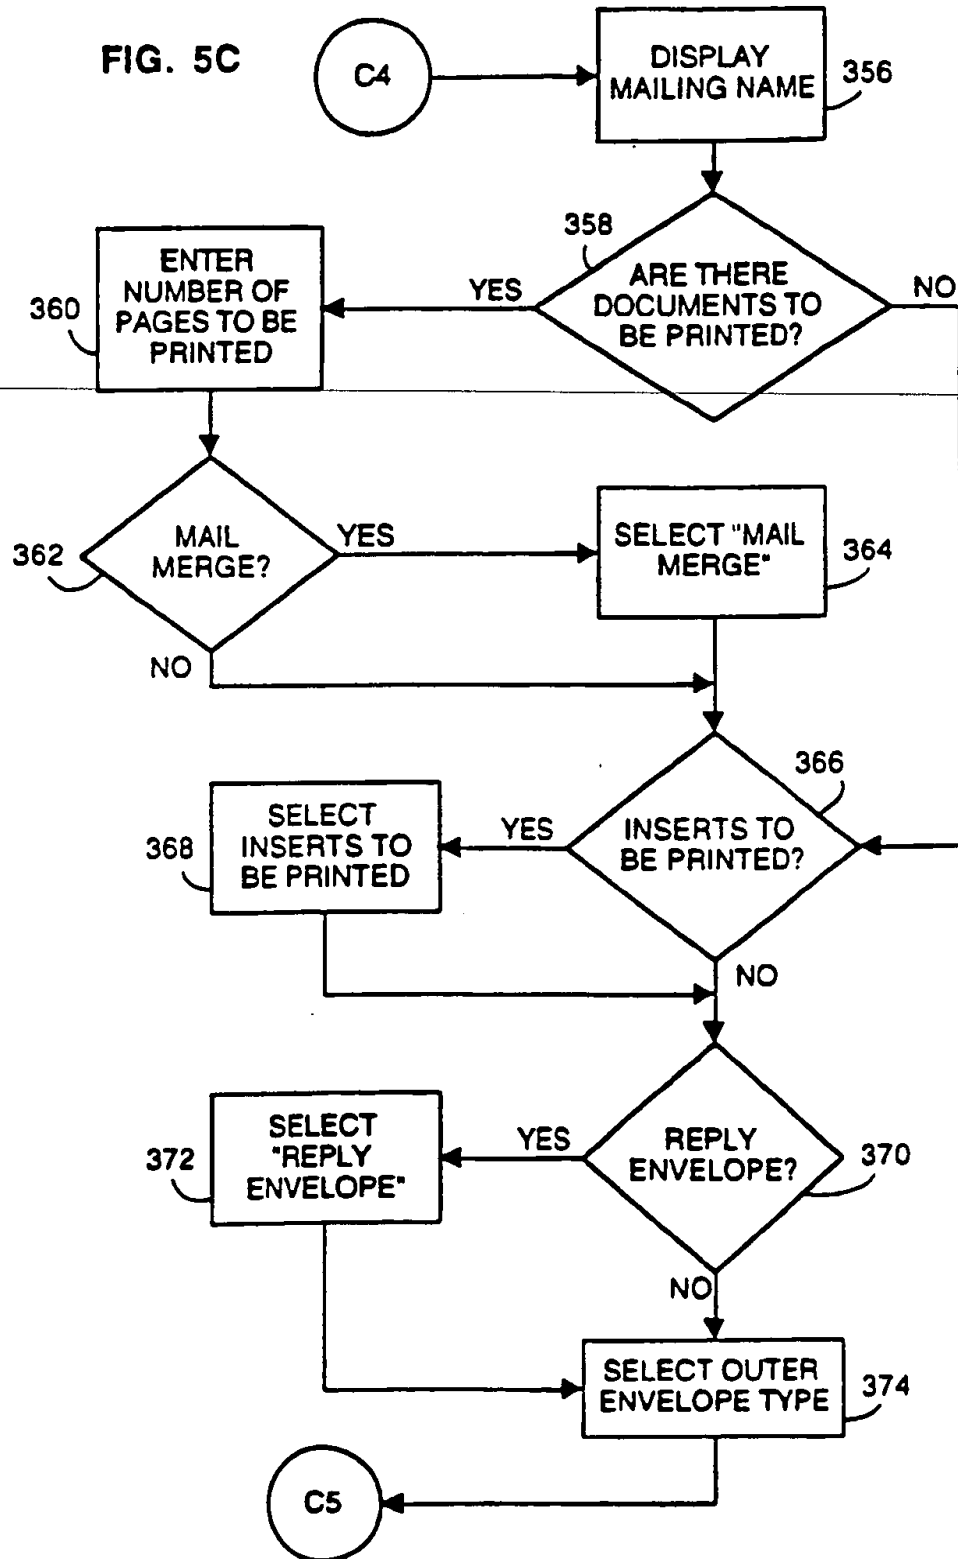 FIG. 5C
C4
DISPLAY
MAILING NAME
356
358
ARE THERE
DOCUMENTS TO
BE PRINTED?
YES
NO
ENTER
NUMBER OF
PAGES TO BE
PRINTED
360
MAIL
MERGE?
362
YES
NO
SELECT "MAIL
MERGE"
364
366
INSERTS TO
BE PRINTED?
YES
NO
SELECT
INSERTS TO
BE PRINTED
368
REPLY
ENVELOPE?
370
YES
NO
SELECT
"REPLY
ENVELOPE"
372
SELECT OUTER
ENVELOPE TYPE
374
C5